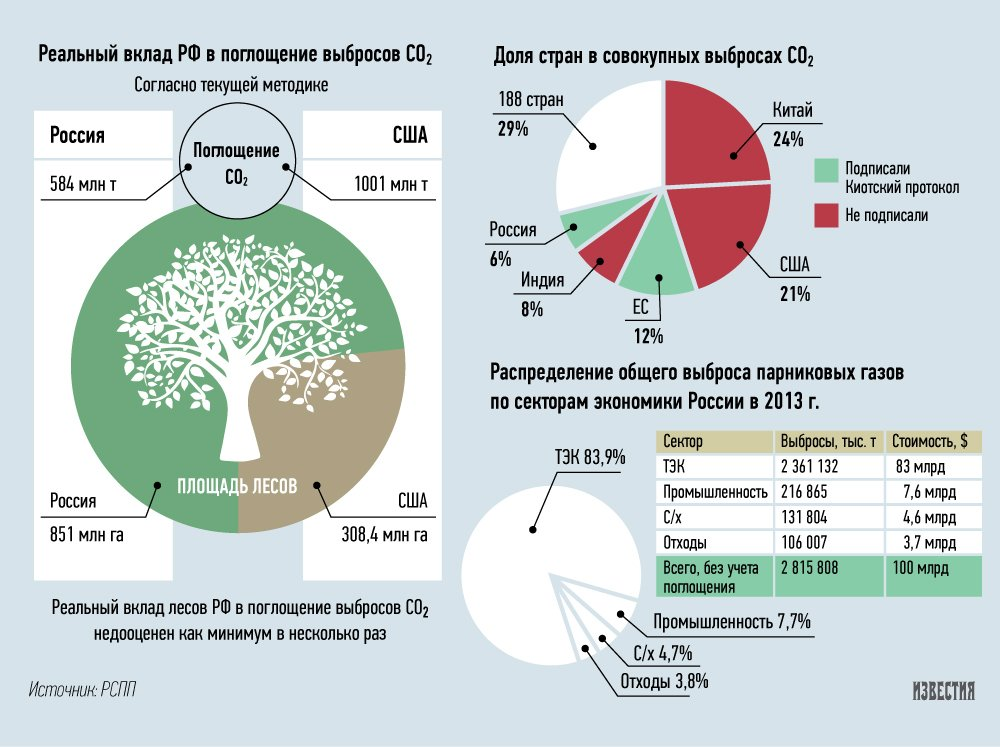 Реальный вклад РФ в поглощение выбросов CO₂
Согласно текущей методике
Россия
США
Поглощение
CO₂
584 млн т
1001 млн т
ПЛОЩАДЬ ЛЕСОВ
Россия
США
851 млн га
308,4 млн га
Реальный вклад лесов РФ в поглощение выбросов CO₂
недооценен как минимум в несколько раз
Источник: РСПП
Доля стран в совокупных выбросах CO₂
188 стран
29%
Китай
24%
Подписали
Киотский протокол
Не подписали
Россия
6%
Индия
8%
ЕС
12%
США
21%
Распределение общего выброса парниковых газов
по секторам экономики России в 2013 г.
ТЭК 83,9%
Промышленность 7,7%
С/х 4,7%
Отходы 3,8%
Сектор Выбросы, тыс. т Стоимость, $
ТЭК 2 361 132 83 млрд
Промышленность 216 865 7,6 млрд
С/х 131 804 4,6 млрд
Отходы 106 007 3,7 млрд
Всего, без учета 2 815 808 100 млрд
поглощения
ИЗВЕСТИЯ